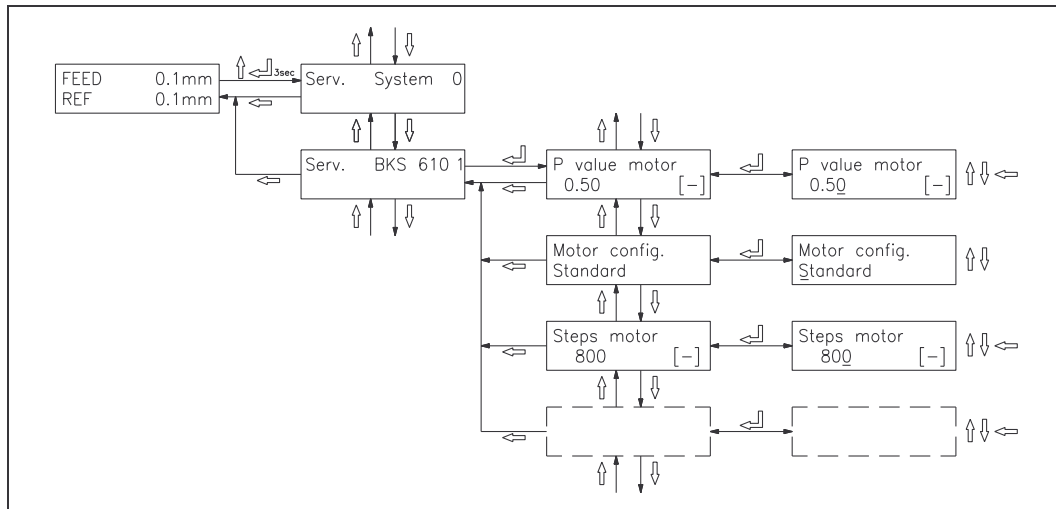 FEED 0.1mm
REF 0.1mm
3sec
Serv. System 0
Serv. BKS 610 1
P value motor
0.50 [-]
P value motor
0.50 [-]
Motor config.
Standard
Motor config.
Standard
Steps motor
800 [-]
Steps motor
800 [-]